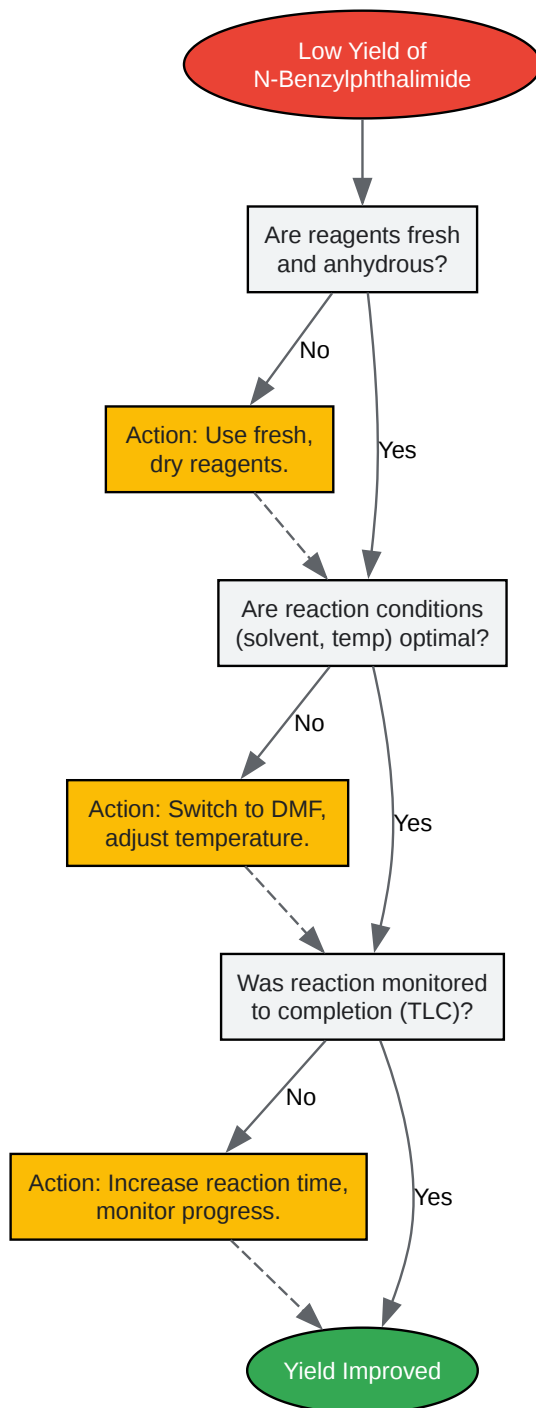 Low Yield of
N-Benzylphthalimide
Are reagents fresh
and anhydrous?
No
Action: Use fresh,
dry reagents.
Yes
Are reaction conditions
(solvent, temp) optimal?
No
Action: Switch to DMF,
adjust temperature.
Yes
Was reaction monitored
to completion (TLC)?
No
Action: Increase reaction time,
monitor progress.
Yes
Yield Improved